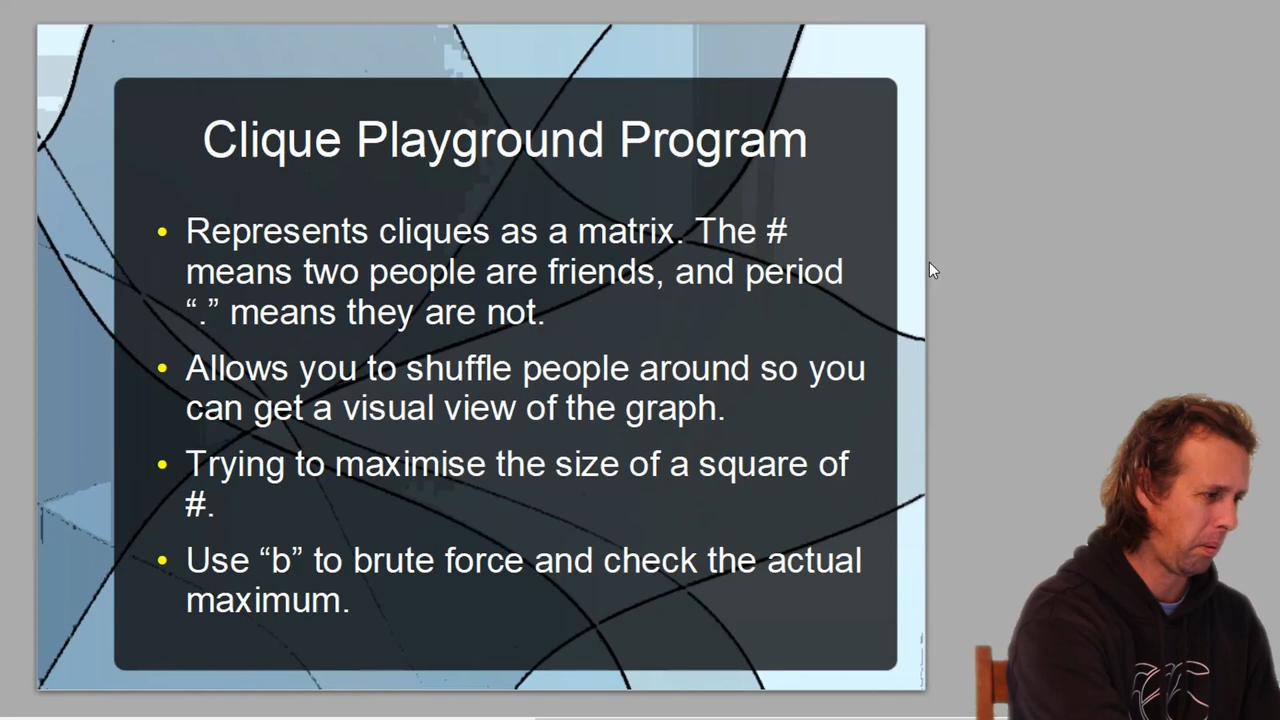 Clique Playground Program
• Represents cliques as a matrix. The #
means two people are friends, and period
“.” means they are not.
• Allows you to shuffle people around so you
can get a visual view of the graph.
• Trying to maximise the size of a square of
#.
• Use “b” to brute force and check the actual
maximum.